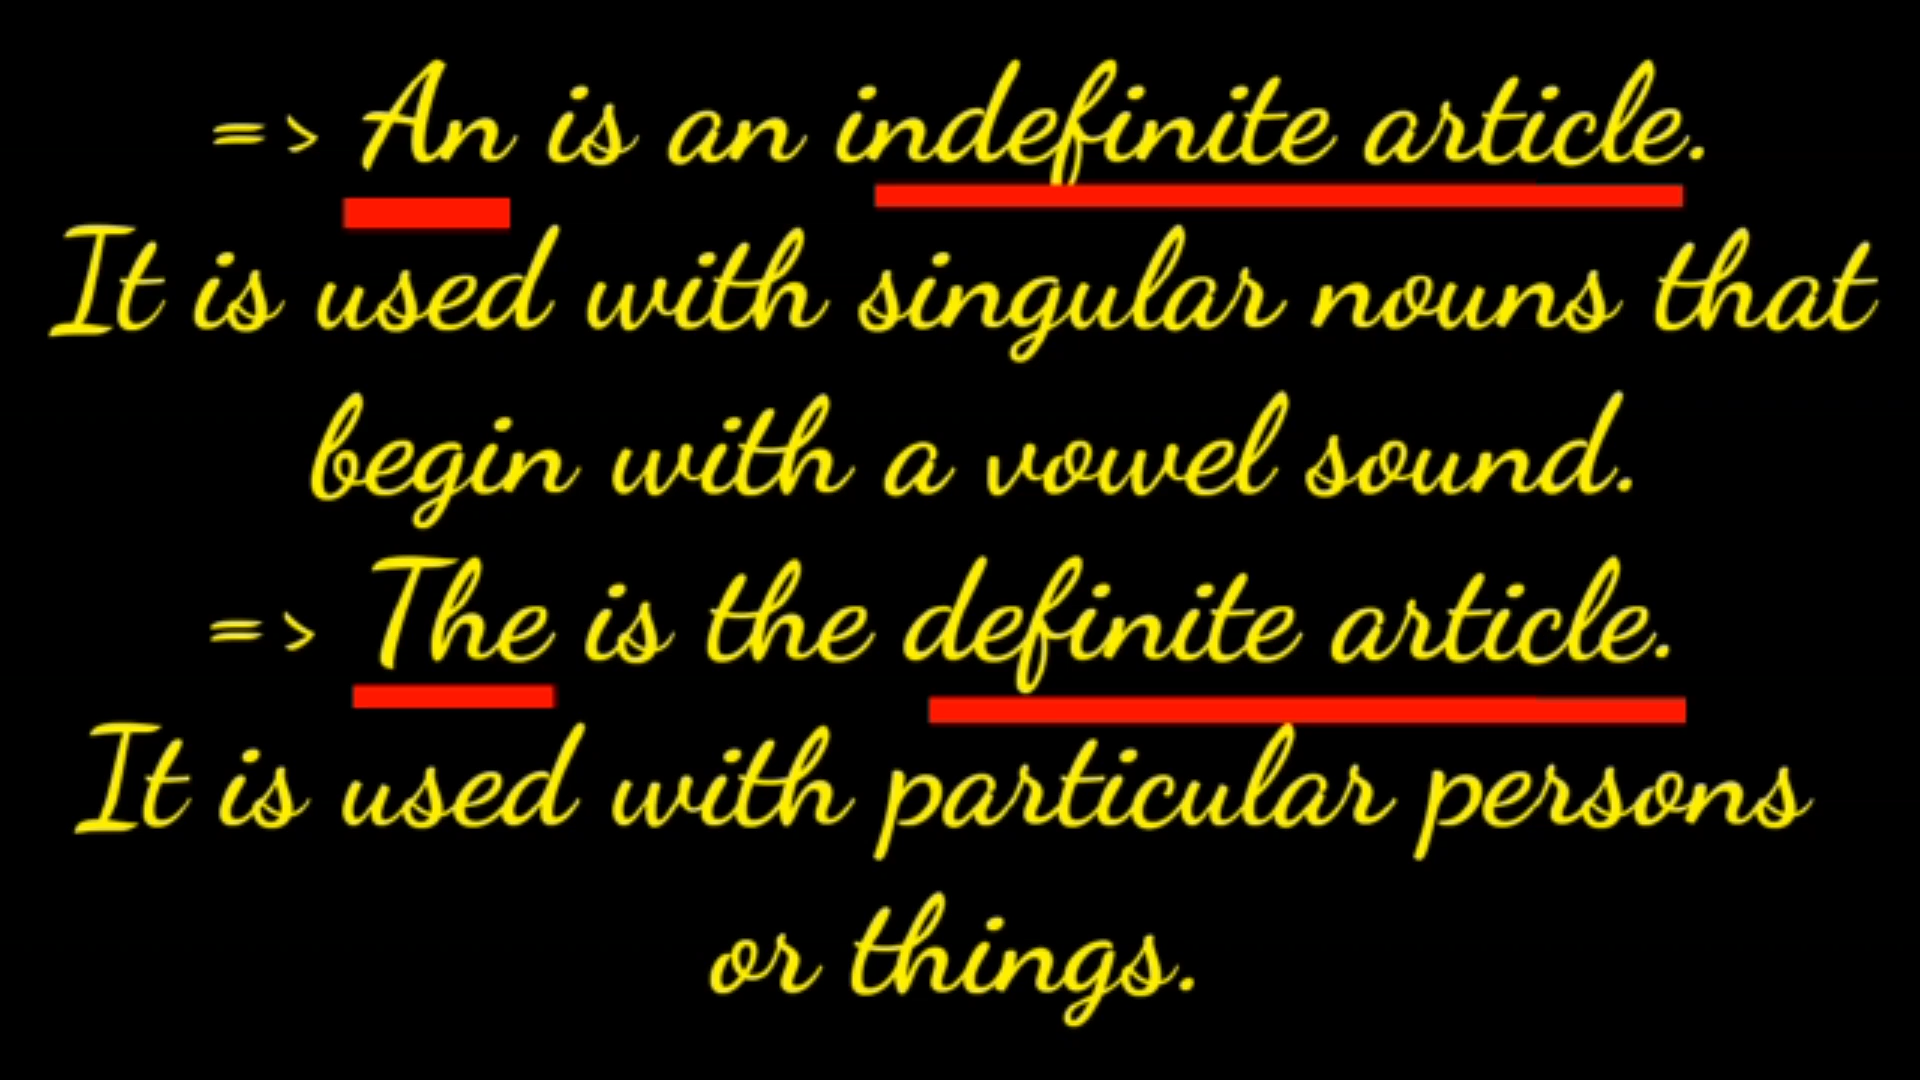 => An is an indefinite article.
It is used with singular nouns that
begin with a vowel sound.
=> The is the definite article.
It is used with particular persons
or things.